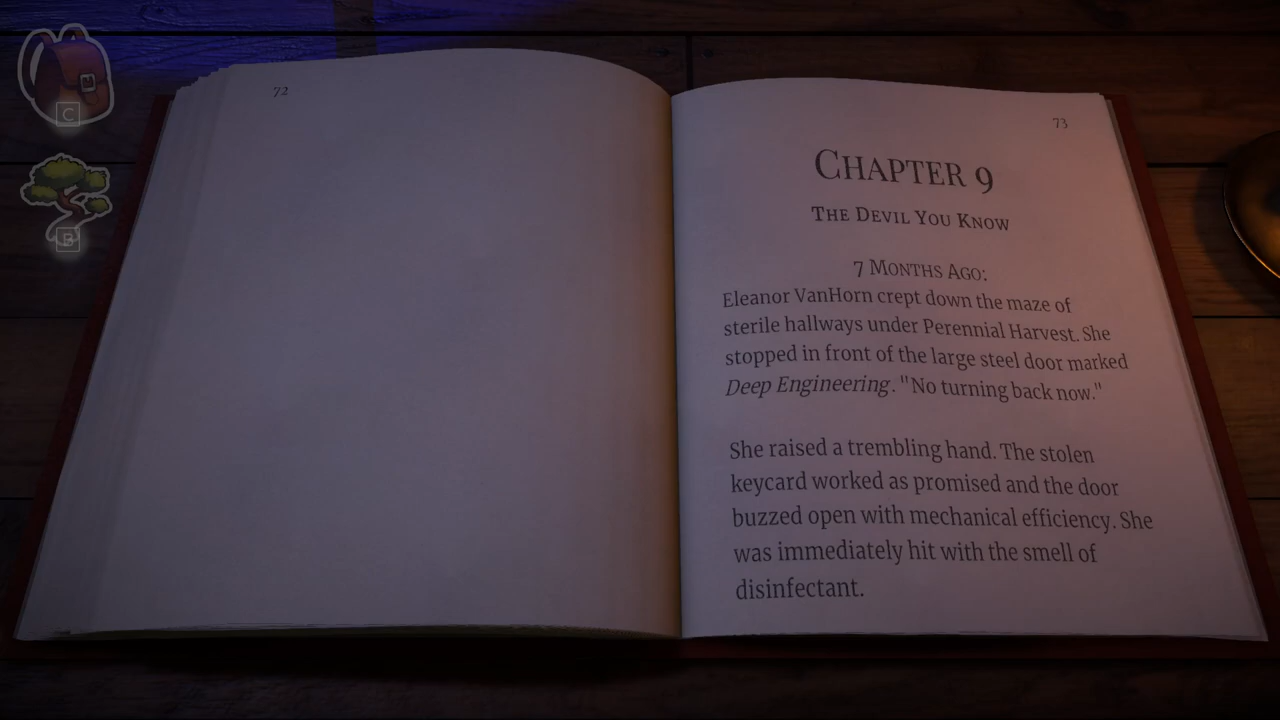 C
B
72
73
Chapter 9
The Devil You Know
7 Months Ago:
Eleanor VanHorn crept down the maze of
sterile hallways under Perennial Harvest. She
stopped in front of the large steel door marked
Deep Engineering. "No turning back now."
She raised a trembling hand. The stolen
keycard worked as promised and the door
buzzed open with mechanical efficiency. She
was immediately hit with the smell of
disinfectant.